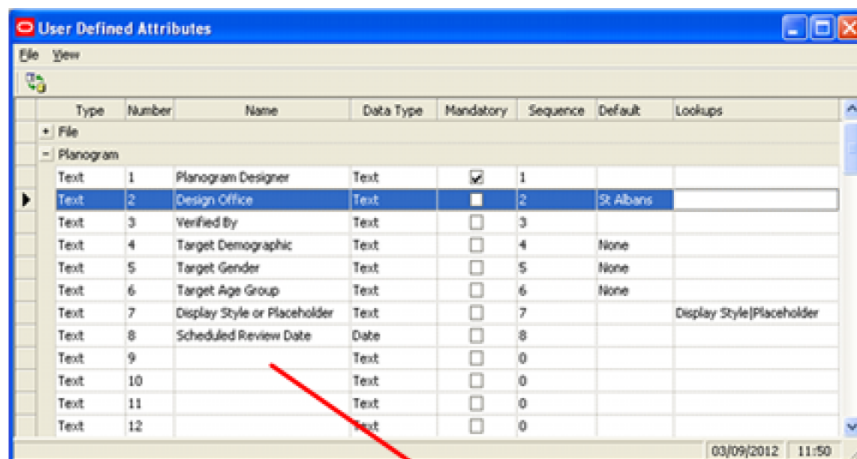 User Defined Attributes
File View
Type Number Name Data Type Mandatory Sequence Default Lookups
File
Planogram
Text 1 Planogram Designer Text 1
Text 2 Design Office Text 2 St Albans
Text 3 Verified By Text 3
Text 4 Target Demographic Text 4 None
Text 5 Target Gender Text 5 None
Text 6 Target Age Group Text 6 None
Text 7 Display Style or Placeholder Text 7 Display Style|Placeholder
Text 8 Scheduled Review Date Date 8
Text 9 Text 0
Text 10 Text 0
Text 11 Text 0
Text 12 Text 0
03/09/2012 11:50